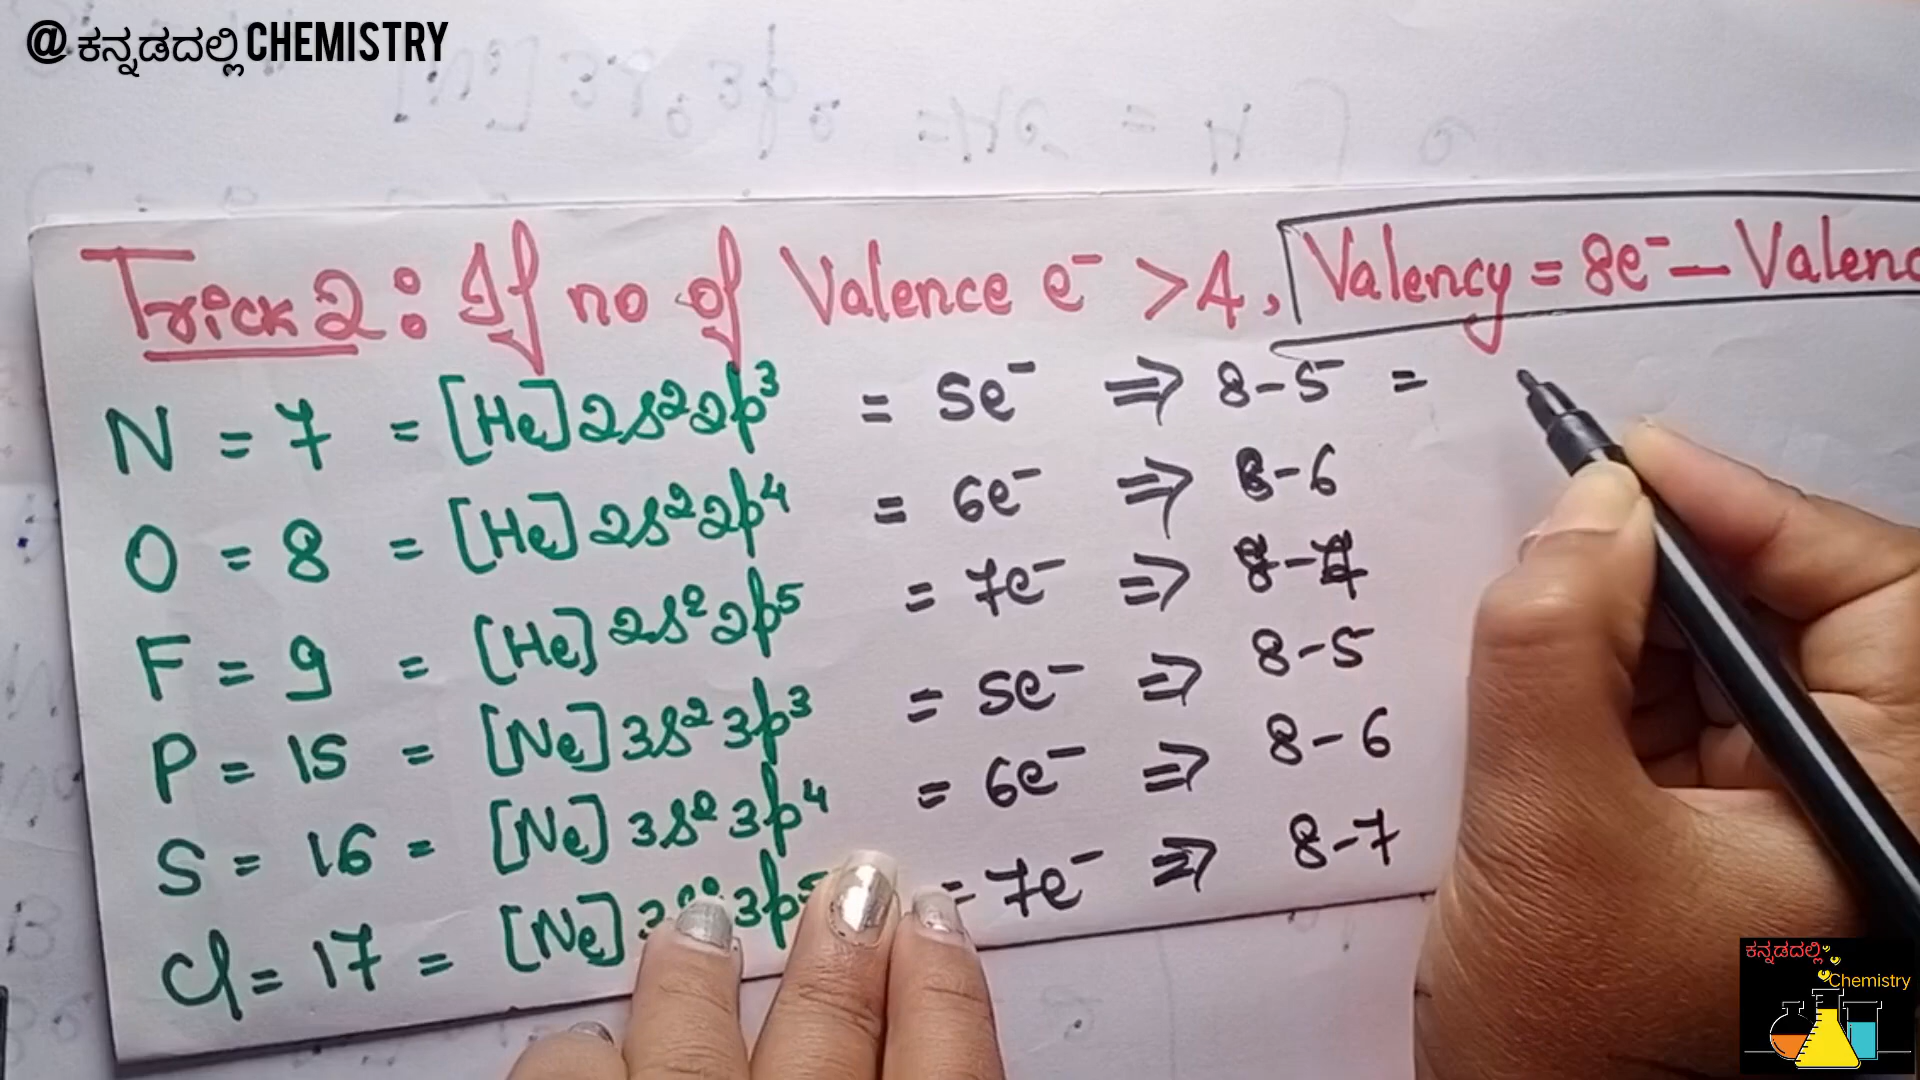 @ ಕನ್ನಡದಲ್ಲಿ CHEMISTRY
Trick 2 : If no of Valence e⁻ > 4, Valency = 8e⁻ – Valenc
N = 7 = [He] 2s² 2p³ = 5e⁻ ⇒ 8-5 =
O = 8 = [He] 2s² 2p⁴ = 6e⁻ ⇒ 8-6
F = 9 = [He] 2s² 2p⁵ = 7e⁻ ⇒ 8-7
P = 15 = [Ne] 3s² 3p³ = 5e⁻ ⇒ 8-5
S = 16 = [Ne] 3s² 3p⁴ = 6e⁻ ⇒ 8-6
Cl = 17 = [Ne] 3s² 3p⁵ = 7e⁻ ⇒ 8-7
ಕನ್ನಡದಲ್ಲಿ
Chemistry